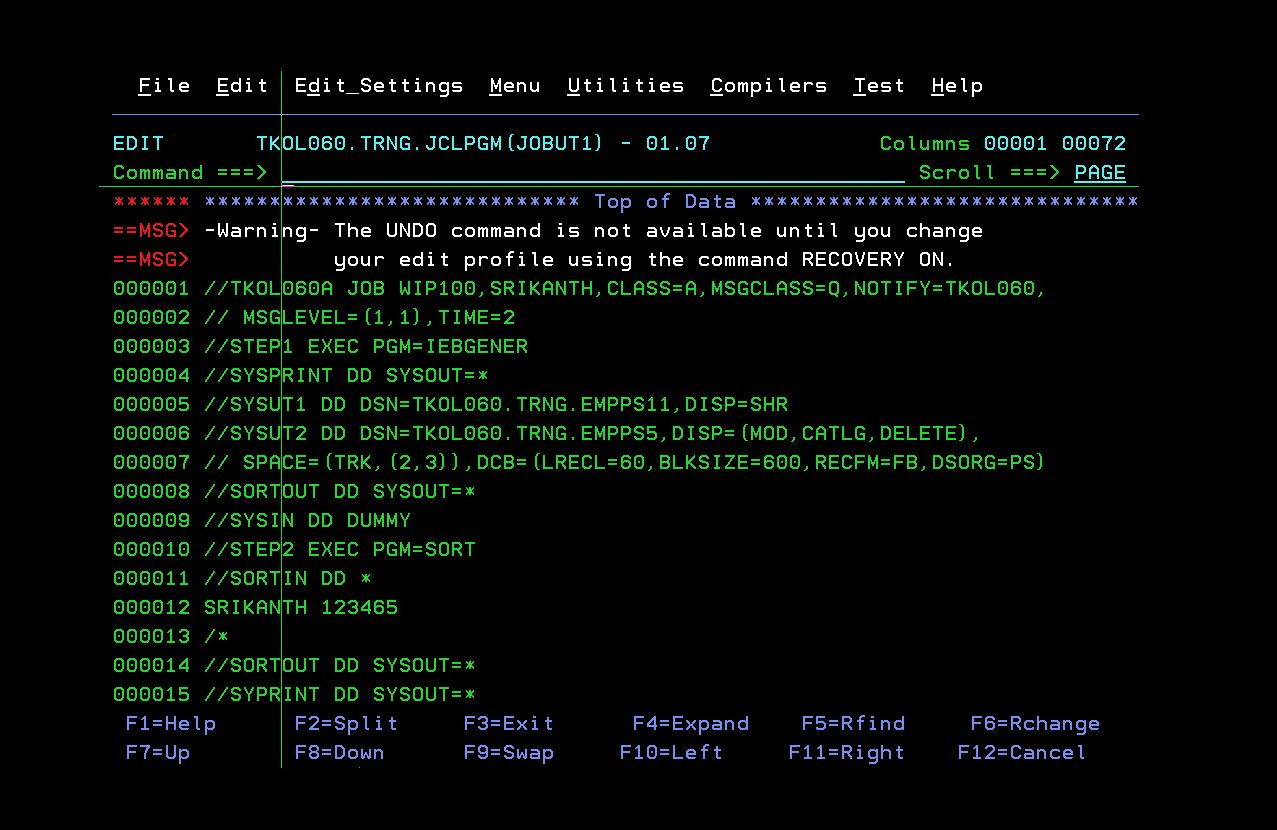 File  Edit  Edit_Settings  Menu  Utilities  Compilers  Test  Help
EDIT       TKOL060.TRNG.JCLPGM(JOBUT1) - 01.07             Columns 00001 00072
Command ===>                                                  Scroll ===> PAGE
****** ***************************** Top of Data ******************************
==MSG> -Warning- The UNDO command is not available until you change
==MSG>           your edit profile using the command RECOVERY ON.
000001 //TKOL060A JOB WIP100,SRIKANTH,CLASS=A,MSGCLASS=Q,NOTIFY=TKOL060,
000002 // MSGLEVEL=(1,1),TIME=2
000003 //STEP1 EXEC PGM=IEBGENER
000004 //SYSPRINT DD SYSOUT=*
000005 //SYSUT1 DD DSN=TKOL060.TRNG.EMPPS11,DISP=SHR
000006 //SYSUT2 DD DSN=TKOL060.TRNG.EMPPS5,DISP=(MOD,CATLG,DELETE),
000007 // SPACE=(TRK,(2,3)),DCB=(LRECL=60,BLKSIZE=600,RECFM=FB,DSORG=PS)
000008 //SORTOUT DD SYSOUT=*
000009 //SYSIN DD DUMMY
000010 //STEP2 EXEC PGM=SORT
000011 //SORTIN DD *
000012 SRIKANTH 123465
000013 /*
000014 //SORTOUT DD SYSOUT=*
000015 //SYPRINT DD SYSOUT=*
F1=Help      F2=Split     F3=Exit      F4=Expand    F5=Rfind     F6=Rchange
F7=Up        F8=Down      F9=Swap     F10=Left     F11=Right    F12=Cancel